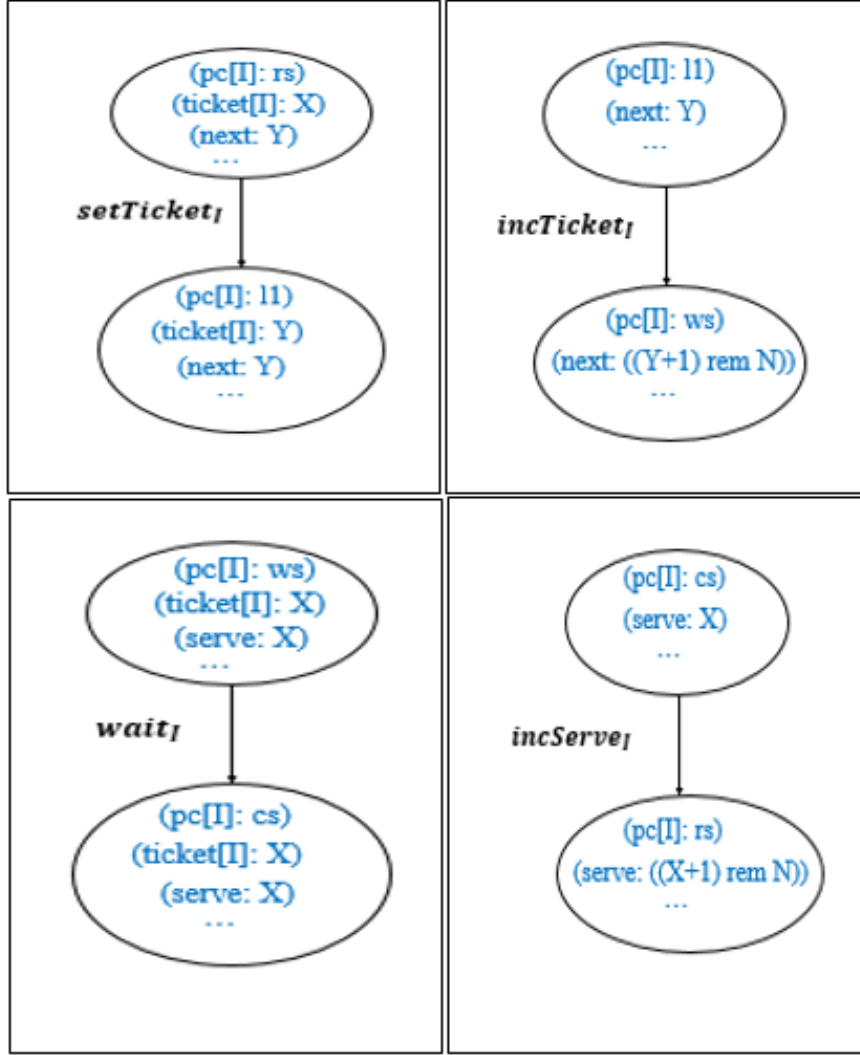 (pc[I]: rs)
(ticket[I]: X)
(next: Y)
...
setTicket_I
(pc[I]: l1)
(ticket[I]: Y)
(next: Y)
...
(pc[I]: l1)
(next: Y)
...
incTicket_I
(pc[I]: ws)
(next: ((Y+1) rem N))
...
(pc[I]: ws)
(ticket[I]: X)
(serve: X)
...
wait_I
(pc[I]: cs)
(ticket[I]: X)
(serve: X)
...
(pc[I]: cs)
(serve: X)
...
incServe_I
(pc[I]: rs)
(serve: ((X+1) rem N))
...